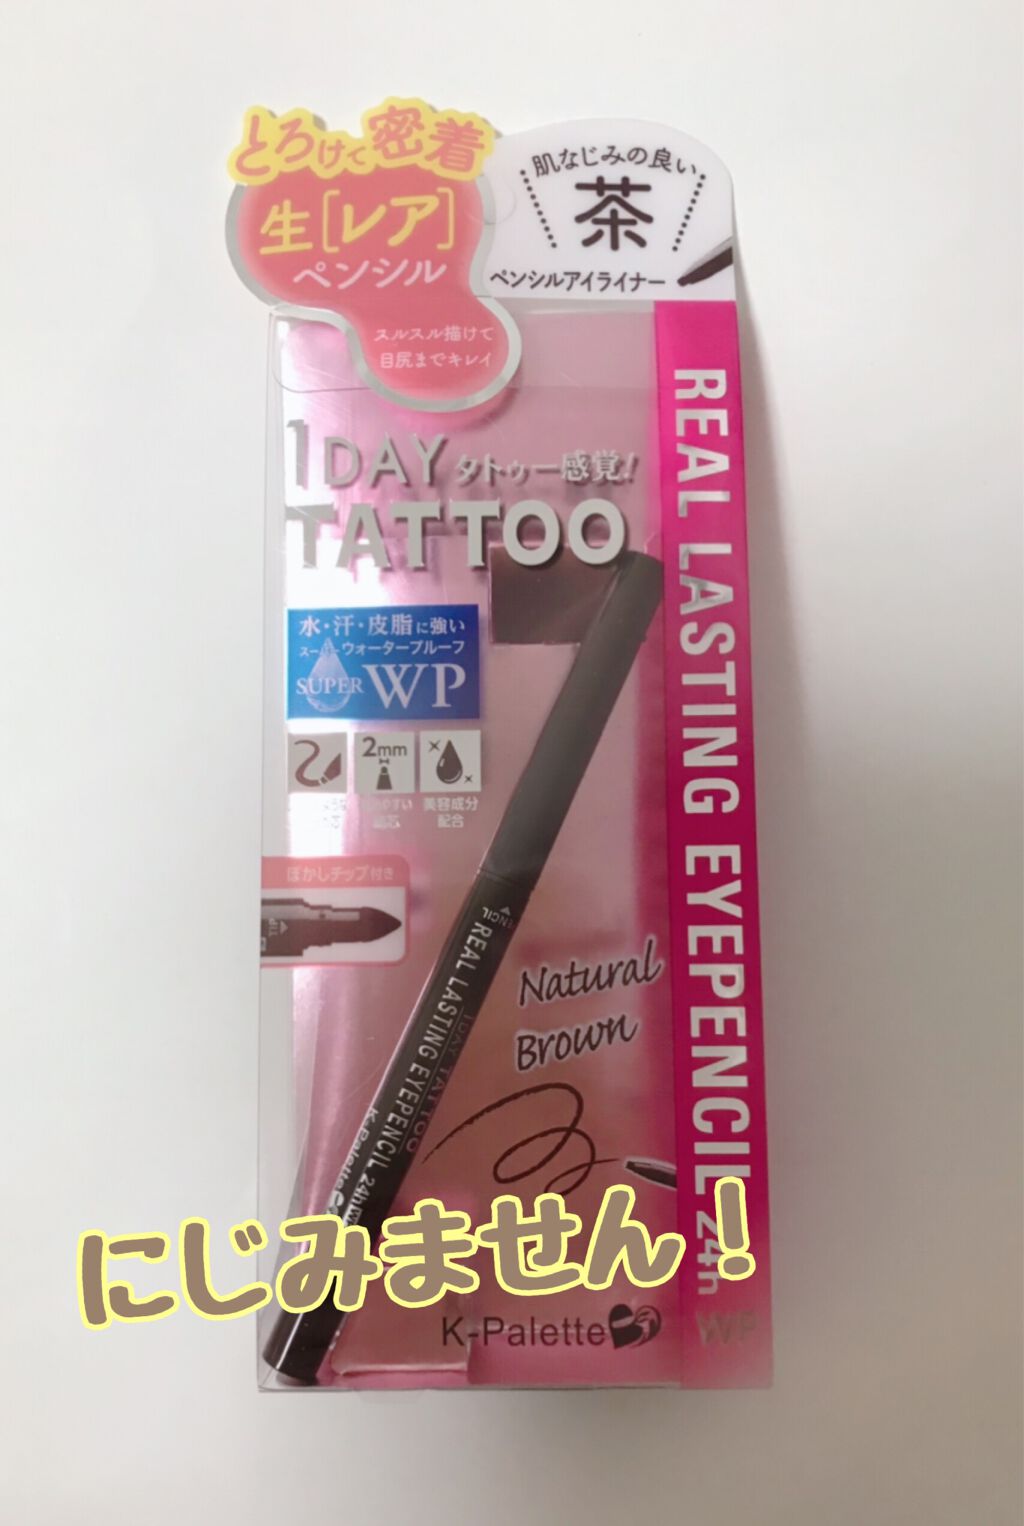 とろけて密着
生[レア]
ペンシル
スルスル描けて
目尻までキレイ
肌なじみの良い
茶
ペンシルアイライナー
1DAY タトゥー感覚!
TATTOO
水・汗・皮脂に強い
スーパーウォータープルーフ
SUPER WP
2mm
美容成分
配合
ぼかしチップ付き
TIP
REAL LASTING EYEPENCIL 24h WP
1DAY TATTOO
REAL LASTING EYEPENCIL 24hWP
K-Palette
Natural
Brown
にじみません!
K-Palette